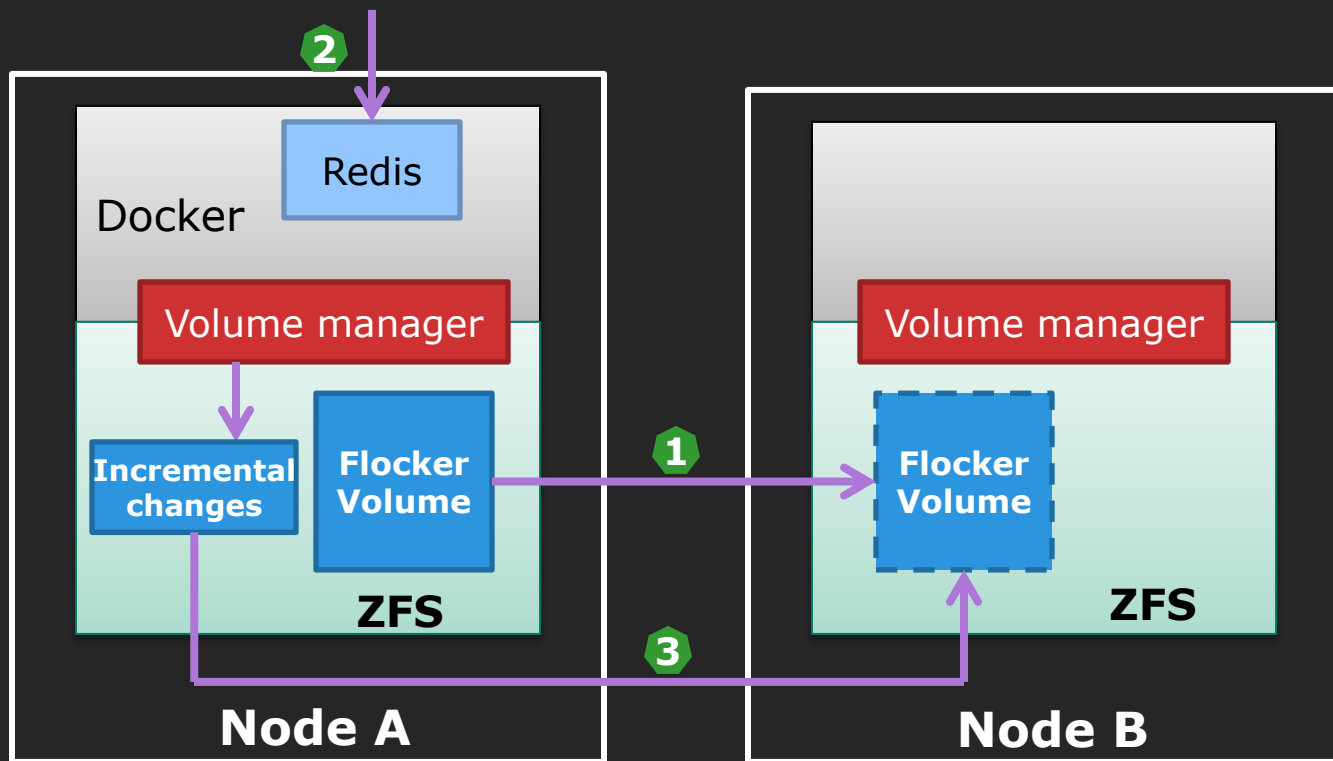 2
Redis
Docker
Volume manager
Incremental
changes
Flocker
Volume
ZFS
Node A
1
3
Volume manager
Flocker
Volume
ZFS
Node B